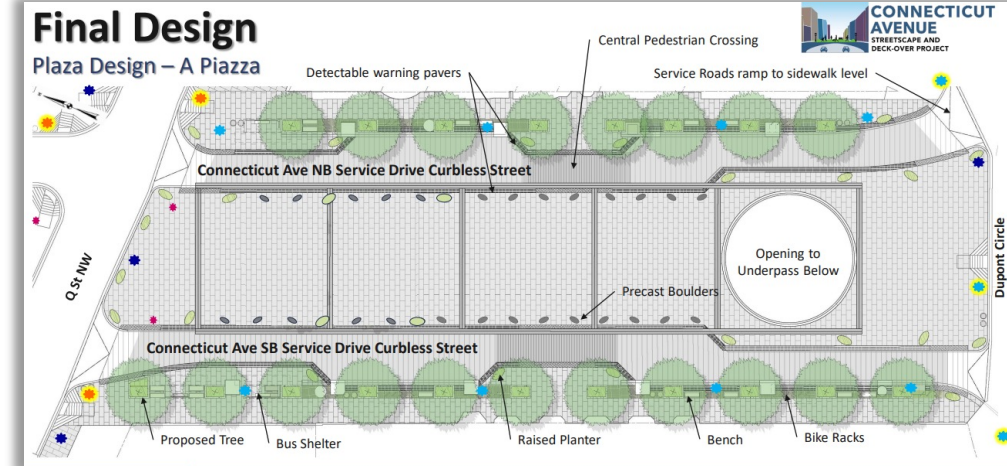 Final Design
Plaza Design – A Piazza
CONNECTICUT
AVENUE
STREETSCAPE AND
DECK-OVER PROJECT
Central Pedestrian Crossing
Detectable warning pavers
Service Roads ramp to sidewalk level
Connecticut Ave NB Service Drive Curbless Street
Q St NW
Opening to
Underpass Below
Dupont Circle
Precast Boulders
Connecticut Ave SB Service Drive Curbless Street
Proposed Tree
Bus Shelter
Raised Planter
Bench
Bike Racks